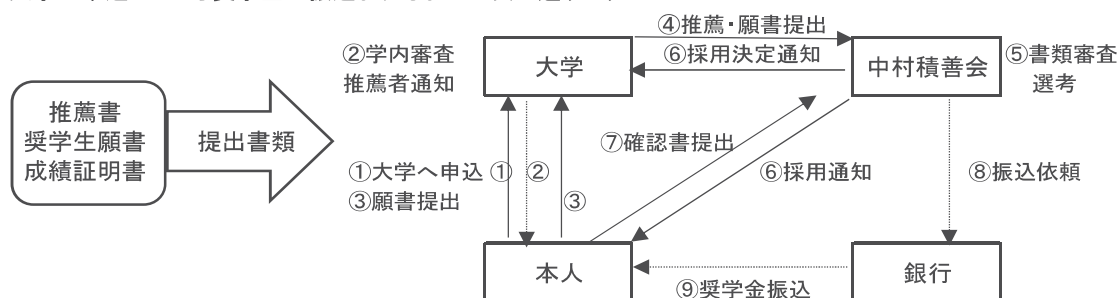 ④推薦・願書提出
②学内審査
推薦者通知
大学
⑥採用決定通知
中村積善会
⑤書類審査
選考
推薦書
奨学生願書
成績証明書
提出書類
⑦確認書提出
①大学へ申込
①
②
③願書提出
③
⑥採用通知
⑧振込依頼
本人
銀行
⑨奨学金振込